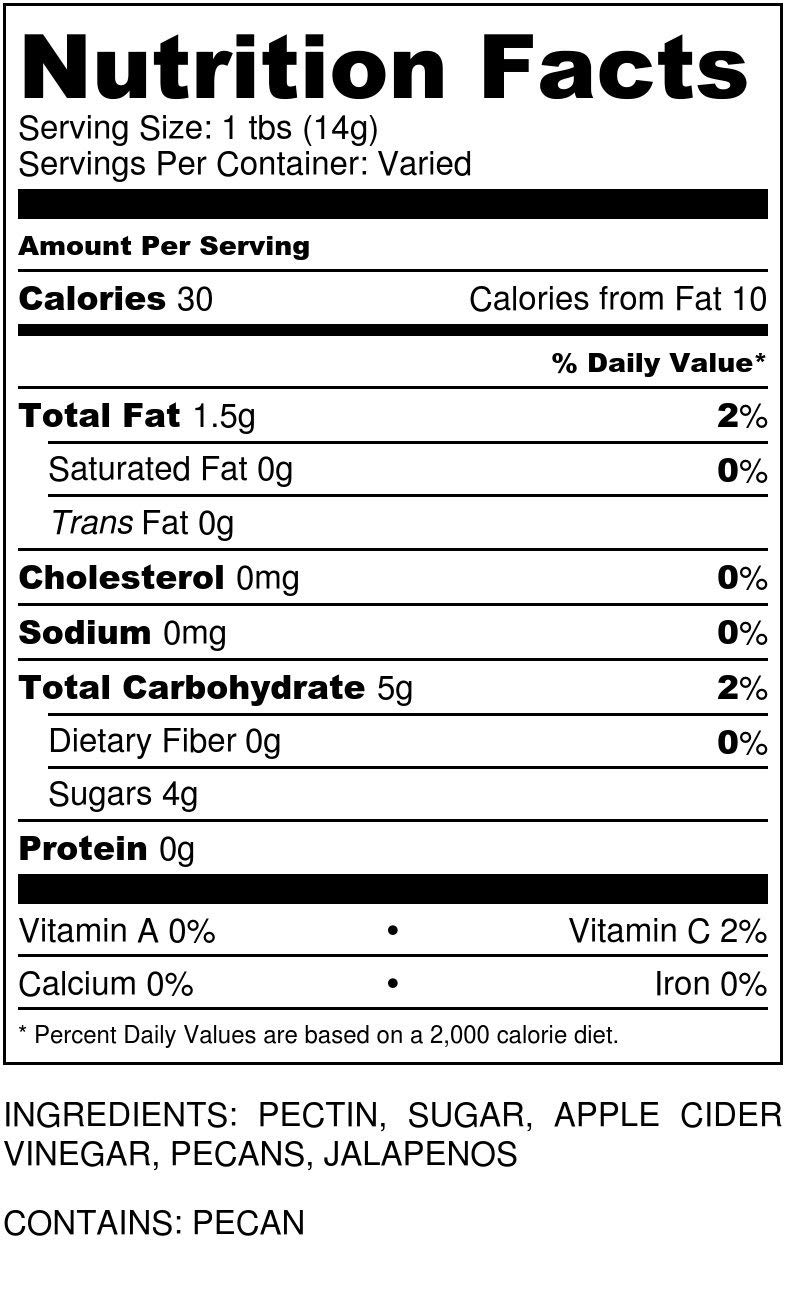 Nutrition Facts
Serving Size: 1 tbs (14g)
Servings Per Container: Varied
Amount Per Serving
Calories 30 Calories from Fat 10
% Daily Value*
Total Fat 1.5g 2%
Saturated Fat 0g 0%
Trans Fat 0g
Cholesterol 0mg 0%
Sodium 0mg 0%
Total Carbohydrate 5g 2%
Dietary Fiber 0g 0%
Sugars 4g
Protein 0g
Vitamin A 0% • Vitamin C 2%
Calcium 0% • Iron 0%
* Percent Daily Values are based on a 2,000 calorie diet.
INGREDIENTS: PECTIN, SUGAR, APPLE CIDER
VINEGAR, PECANS, JALAPENOS
CONTAINS: PECAN